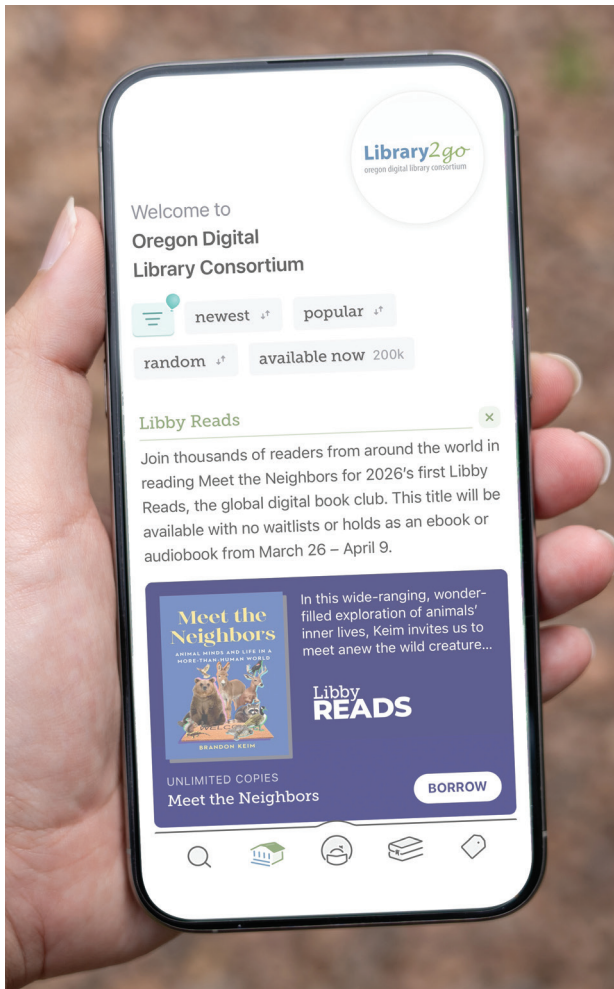 Library2go
oregon digital library consortium
Welcome to
Oregon Digital
Library Consortium
newest
popular
random
available now 200k
Libby Reads
Join thousands of readers from around the world in
reading Meet the Neighbors for 2026's first Libby
Reads, the global digital book club. This title will be
available with no waitlists or holds as an ebook or
audiobook from March 26 – April 9.
Meet the
Neighbors
ANIMAL MINDS AND LIFE IN A
MORE-THAN-HUMAN WORLD
WELCOME
BRANDON KEIM
In this wide-ranging, wonder-
filled exploration of animals'
inner lives, Keim invites us to
meet anew the wild creature...
Libby
READS
UNLIMITED COPIES
Meet the Neighbors
BORROW